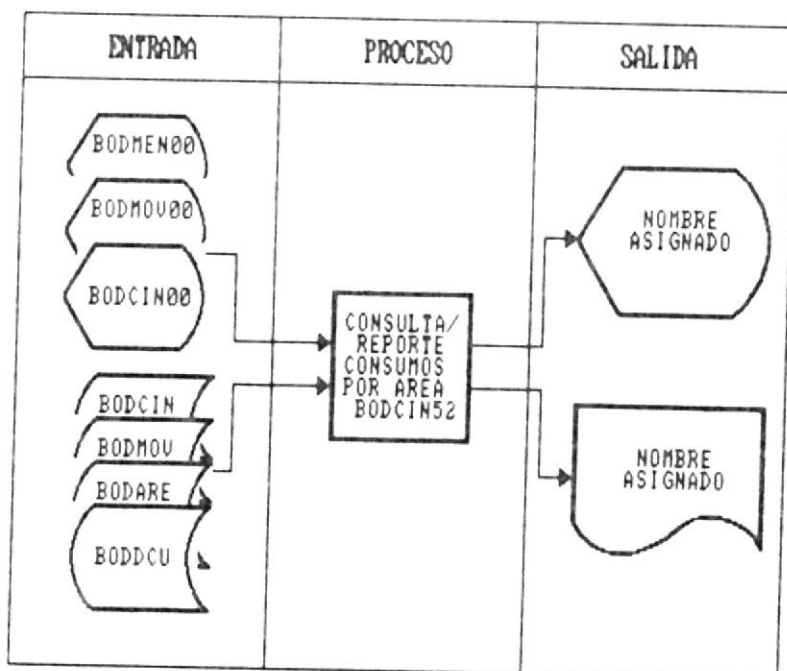 ENTRADA
PROCESO
SALIDA
BODMEN00
BODMOV00
BODCIN00
BODCIN
BODMOV
BODARE
BODDCU
CONSULTA/
REPORTE
CONSUMOS
POR AREA
BODCIN52
NOMBRE
ASIGNADO
NOMBRE
ASIGNADO